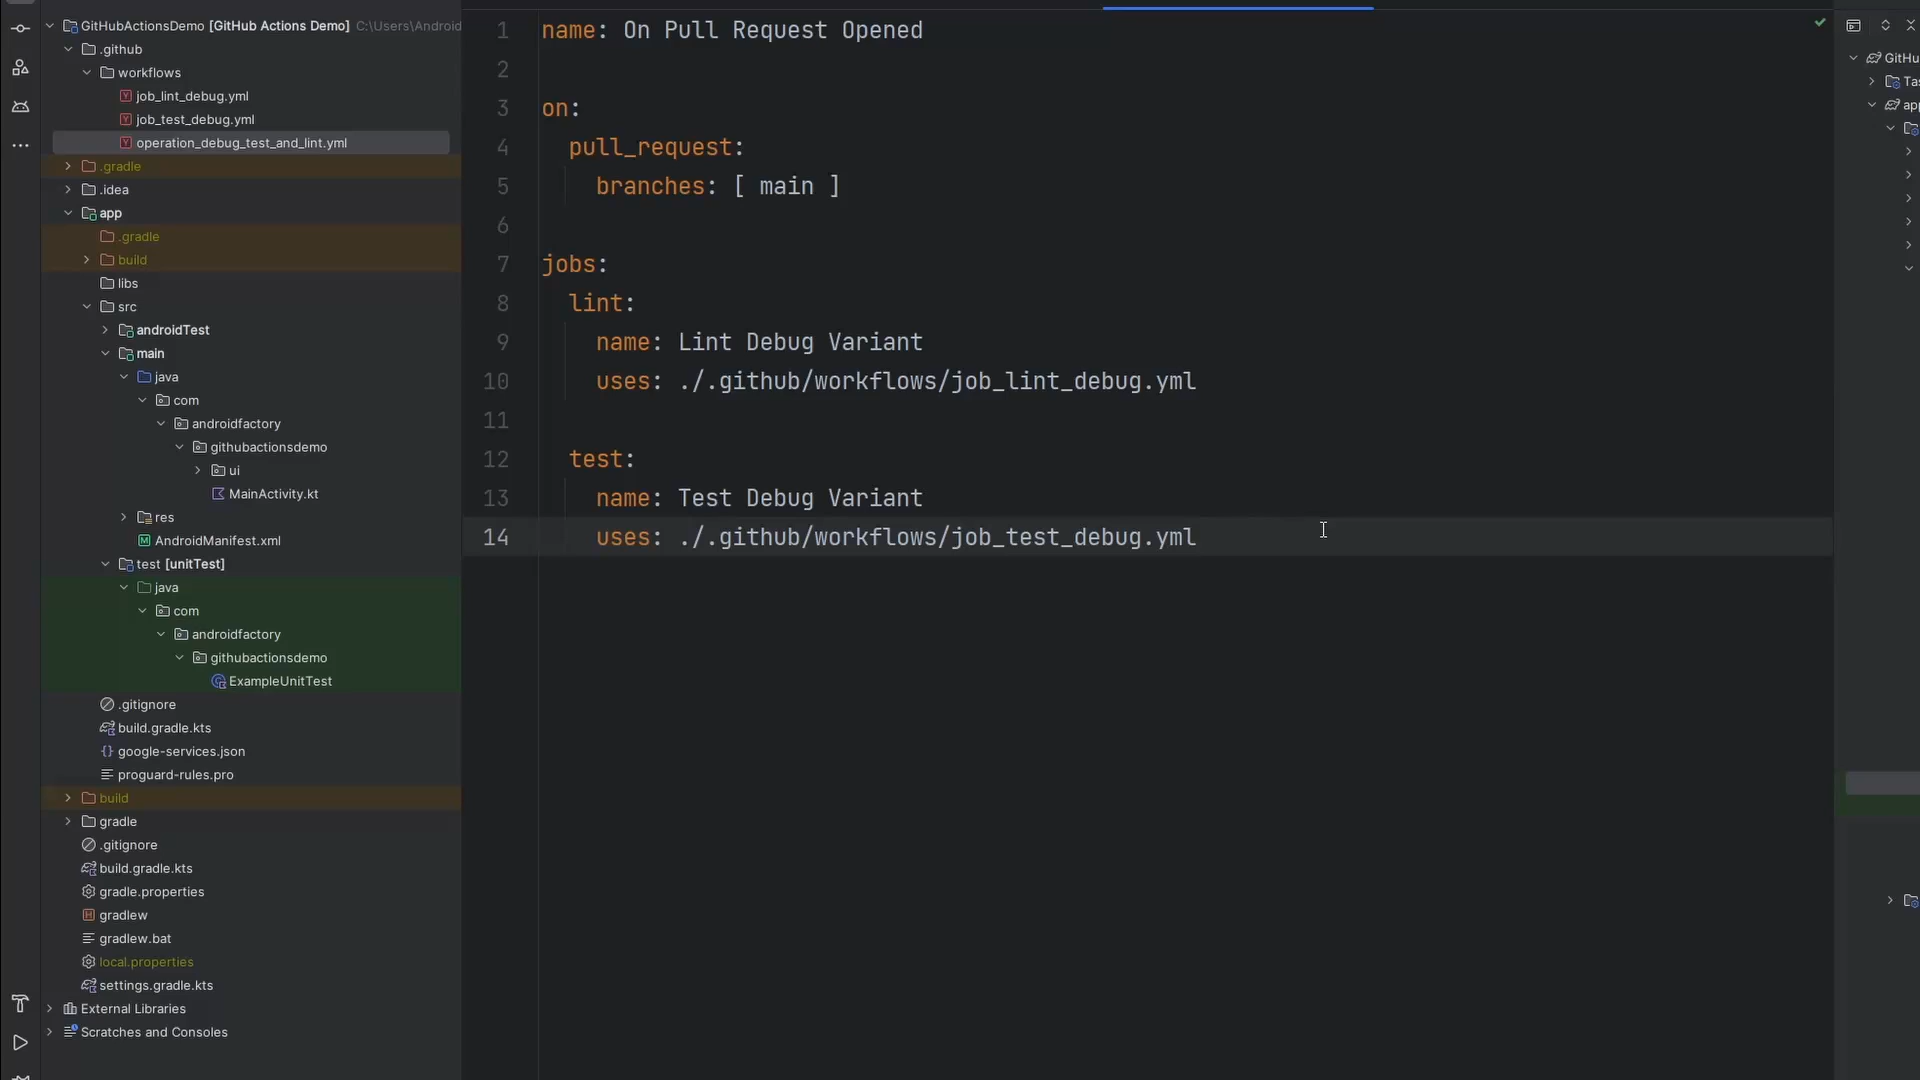 GitHubActionsDemo [GitHub Actions Demo] C:\Users\Android
.github
workflows
job_lint_debug.yml
job_test_debug.yml
operation_debug_test_and_lint.yml
.gradle
.idea
app
.gradle
build
libs
src
androidTest
main
java
com
androidfactory
githubactionsdemo
ui
MainActivity.kt
res
AndroidManifest.xml
test [unitTest]
java
com
androidfactory
githubactionsdemo
ExampleUnitTest
.gitignore
build.gradle.kts
google-services.json
proguard-rules.pro
build
gradle
.gitignore
build.gradle.kts
gradle.properties
gradlew
gradlew.bat
local.properties
settings.gradle.kts
External Libraries
Scratches and Consoles
1 name: On Pull Request Opened
2
3 on:
4 pull_request:
5 branches: [ main ]
6
7 jobs:
8 lint:
9 name: Lint Debug Variant
10 uses: ./.github/workflows/job_lint_debug.yml
11
12 test:
13 name: Test Debug Variant
14 uses: ./.github/workflows/job_test_debug.yml
GitHu
Tas
app